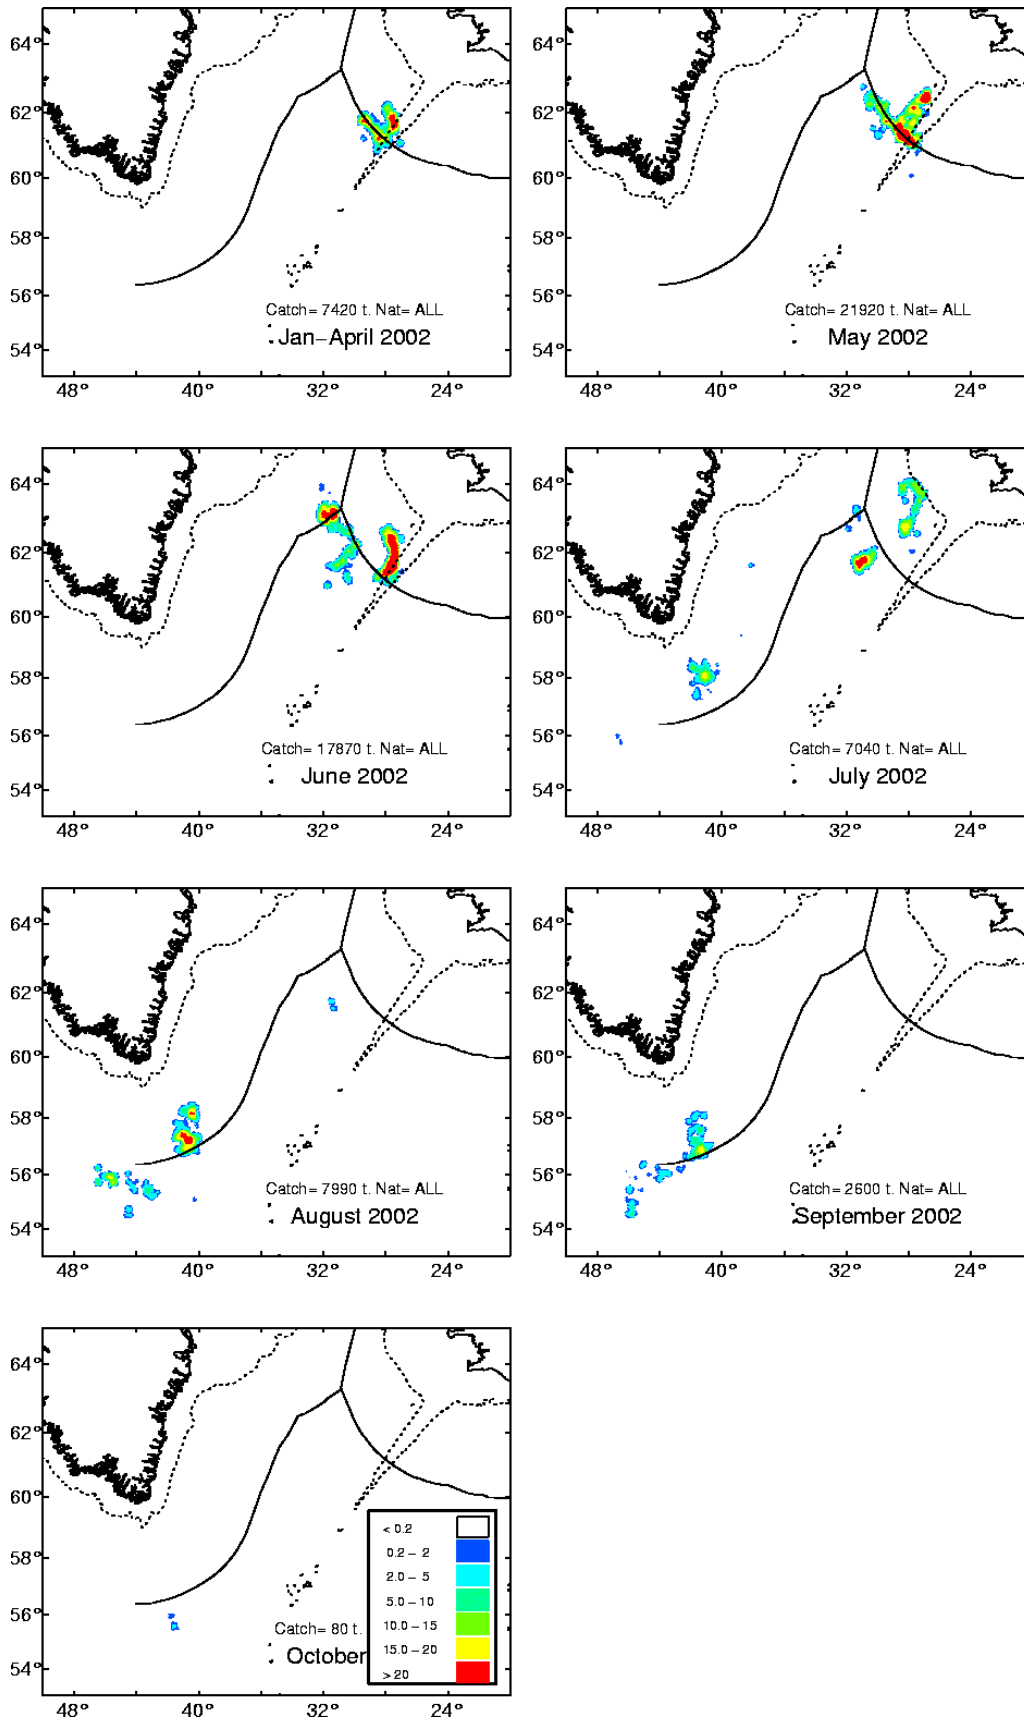 64°
62°
60°
58°
56°
54°
Catch= 7420 t. Nat= ALL
Jan–April 2002
48° 40° 32° 24°
64°
62°
60°
58°
56°
54°
Catch= 21920 t. Nat= ALL
May 2002
48° 40° 32° 24°
64°
62°
60°
58°
56°
54°
Catch= 17870 t. Nat= ALL
June 2002
48° 40° 32° 24°
64°
62°
60°
58°
56°
54°
Catch= 7040 t. Nat= ALL
July 2002
48° 40° 32° 24°
64°
62°
60°
58°
56°
54°
Catch= 7990 t. Nat= ALL
August 2002
48° 40° 32° 24°
64°
62°
60°
58°
56°
54°
Catch= 2600 t. Nat= ALL
September 2002
48° 40° 32° 24°
64°
62°
60°
58°
56°
54°
Catch= 80 t.
October
< 0.2
0.2 – 2
2.0 – 5
5.0 – 10
10.0 – 15
15.0 – 20
> 20
48° 40° 32° 24°